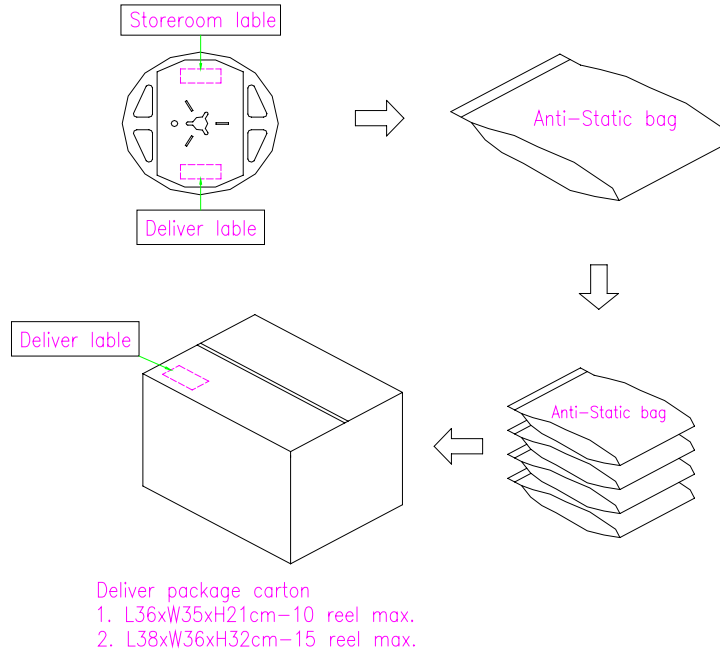 Storeroom lable
Anti-Static bag
Deliver lable
Deliver lable
Anti-Static bag
Deliver package carton
1. L36xW35xH21cm-10 reel max.
2. L38xW36xH32cm-15 reel max.